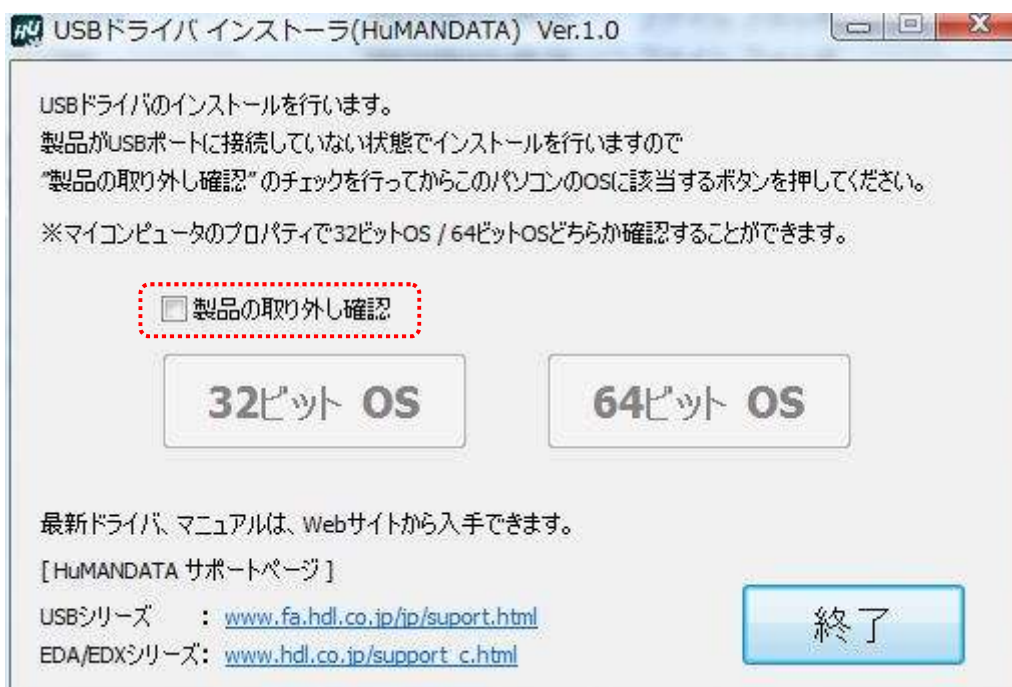 HU USBドライバ インストーラ(HuMANDATA) Ver.1.0
USBドライバのインストールを行います。
製品がUSBポートに接続していない状態でインストールを行いますので
"製品の取り外し確認" のチェックを行ってからこのパソコンのOSに該当するボタンを押してください。
※マイコンピュータのプロパティで32ビットOS / 64ビットOSどちらか確認することができます。
製品の取り外し確認
32ビット OS 64ビット OS
最新ドライバ、マニュアルは、Webサイトから入手できます。
[ HuMANDATA サポートページ ]
USBシリーズ : www.fa.hdl.co.jp/jp/suport.html
EDA/EDXシリーズ: www.hdl.co.jp/support_c.html
終了